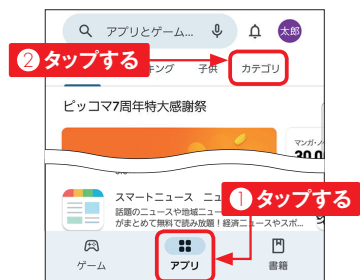 アプリとゲーム...
太郎
②タップする
キング
子供
カテゴリ
ピッコマ7周年特大感謝祭
マンガ・ノ
30,0
スマートニュース ニュ
話題のニュースや地域ニュー
がまとめて無料で読み放題！経済ニュースやスポ...
①タップする
ゲーム
アプリ
書籍